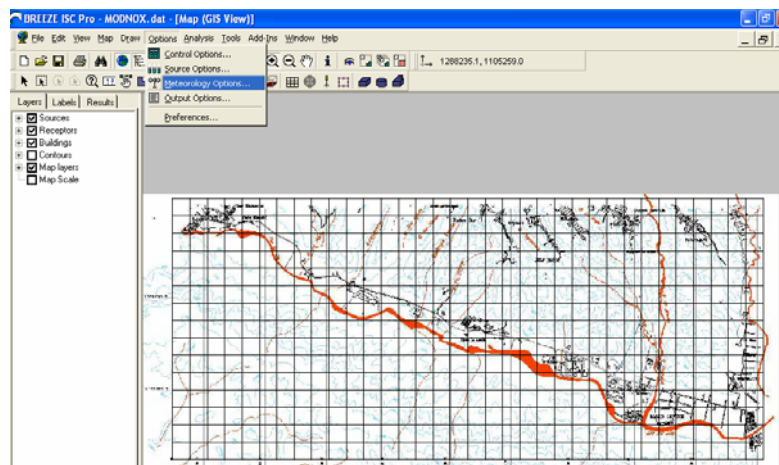 BREEZE ISC Pro - MODNOX.dat - [Map (GIS View)]
File Edit View Map Draw Options Analysis Tools Add-Ins Window Help
Control Options...
Source Options...
Meteorology Options...
Output Options...
Preferences...
1288235.1, 1105259.0
Layers Labels Results
Sources
Receptors
Buildings
Contours
Map layers
Map Scale